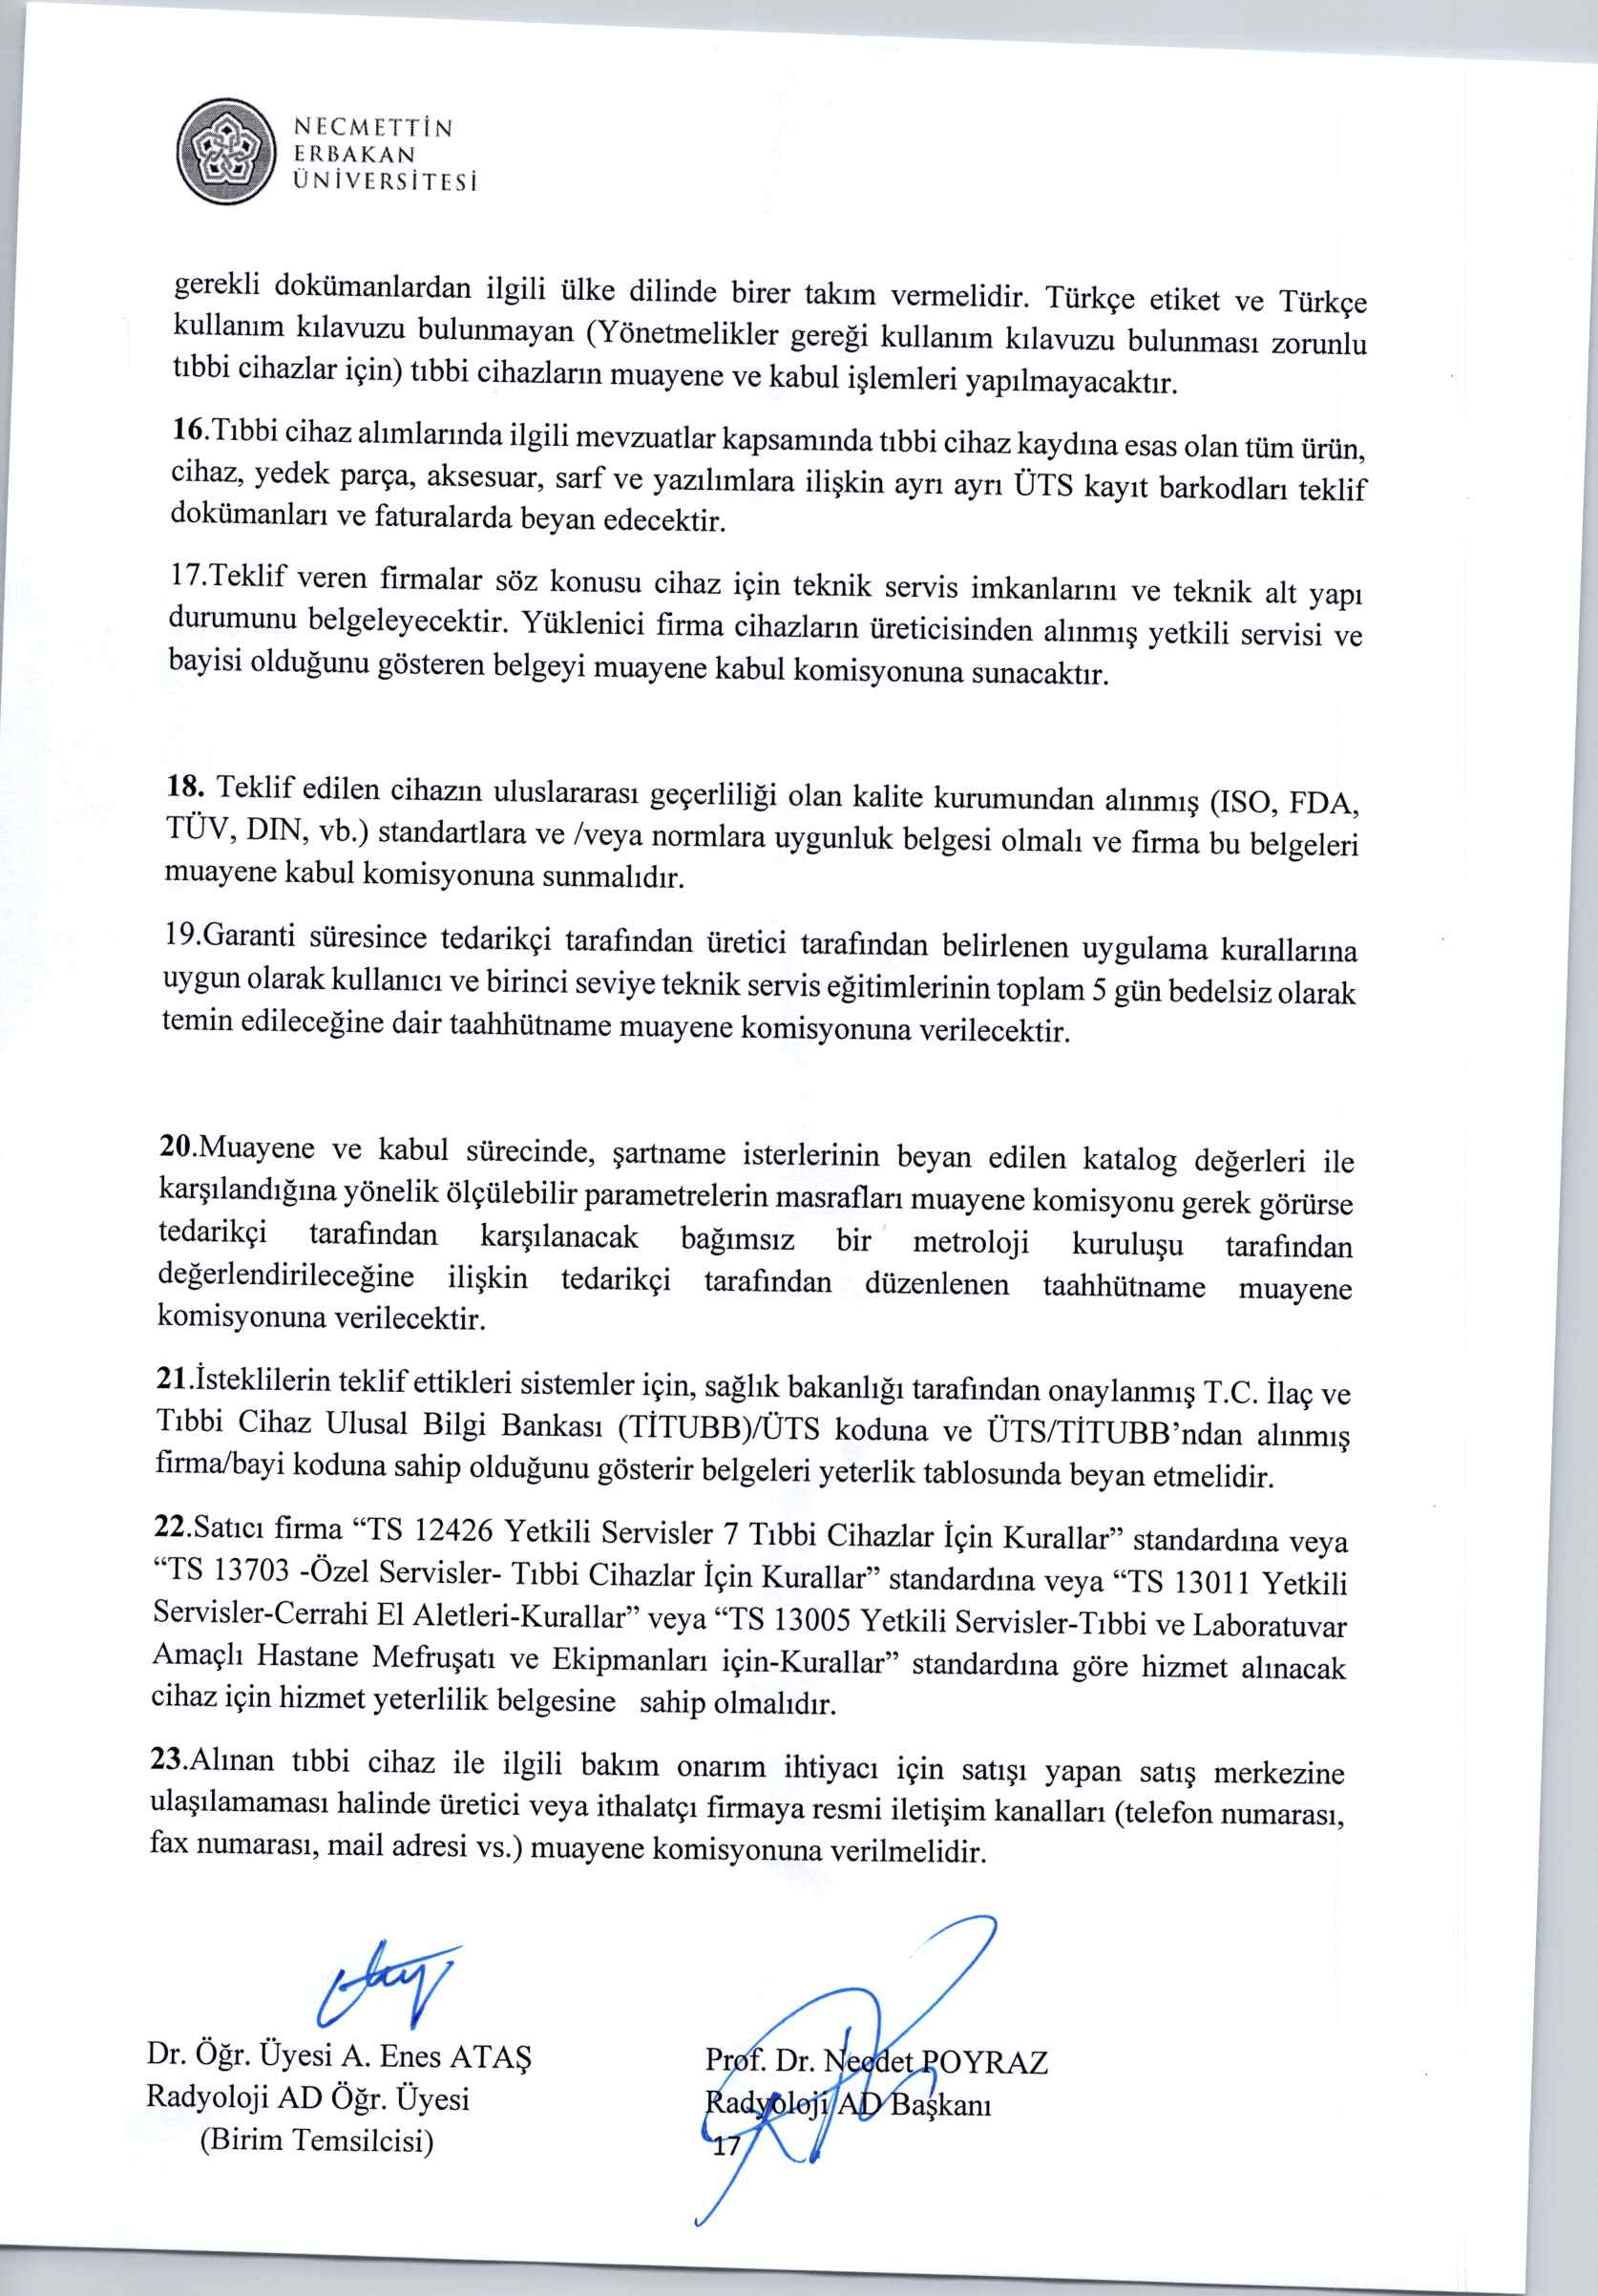 NECMETTİN
ERBAKAN
ÜNİVERSİTESİ
gerekli dokümanlardan ilgili ülke dilinde birer takım vermelidir. Türkçe etiket ve Türkçe
kullanım kılavuzu bulunmayan (Yönetmelikler gereği kullanım kılavuzu bulunması zorunlu
tıbbi cihazlar için) tıbbi cihazların muayene ve kabul işlemleri yapılmayacaktır.
16.Tıbbi cihaz alımlarında ilgili mevzuatlar kapsamında tıbbi cihaz kaydına esas olan tüm ürün,
cihaz, yedek parça, aksesuar, sarf ve yazılımlara ilişkin ayrı ayrı ÜTS kayıt barkodları teklif
dokümanları ve faturalarda beyan edecektir.
17.Teklif veren firmalar söz konusu cihaz için teknik servis imkanlarını ve teknik alt yapı
durumunu belgeleyecektir. Yüklenici firma cihazların üreticisinden alınmış yetkili servisi ve
bayisi olduğunu gösteren belgeyi muayene kabul komisyonuna sunacaktır.
18. Teklif edilen cihazın uluslararası geçerliliği olan kalite kurumundan alınmış (ISO, FDA,
TÜV, DIN, vb.) standartlara ve /veya normlara uygunluk belgesi olmalı ve firma bu belgeleri
muayene kabul komisyonuna sunmalıdır.
19.Garanti süresince tedarikçi tarafından üretici tarafından belirlenen uygulama kurallarına
uygun olarak kullanıcı ve birinci seviye teknik servis eğitimlerinin toplam 5 gün bedelsiz olarak
temin edileceğine dair taahhütname muayene komisyonuna verilecektir.
20.Muayene ve kabul sürecinde, şartname isterlerinin beyan edilen katalog değerleri ile
karşılandığına yönelik ölçülebilir parametrelerin masrafları muayene komisyonu gerek görürse
tedarikçi tarafından karşılanacak bağımsız bir metroloji kuruluşu tarafından
değerlendirileceğine ilişkin tedarikçi tarafından düzenlenen taahhütname muayene
komisyonuna verilecektir.
21.İsteklilerin teklif ettikleri sistemler için, sağlık bakanlığı tarafından onaylanmış T.C. İlaç ve
Tıbbi Cihaz Ulusal Bilgi Bankası (TİTUBB)/ÜTS koduna ve ÜTS/TİTUBB’ndan alınmış
firma/bayi koduna sahip olduğunu gösterir belgeleri yeterlik tablosunda beyan etmelidir.
22.Satıcı firma “TS 12426 Yetkili Servisler 7 Tıbbi Cihazlar İçin Kurallar” standardına veya
“TS 13703 -Özel Servisler- Tıbbi Cihazlar İçin Kurallar” standardına veya “TS 13011 Yetkili
Servisler-Cerrahi El Aletleri-Kurallar” veya “TS 13005 Yetkili Servisler-Tıbbi ve Laboratuvar
Amaçlı Hastane Mefruşatı ve Ekipmanları için-Kurallar” standardına göre hizmet alınacak
cihaz için hizmet yeterlilik belgesine sahip olmalıdır.
23.Alınan tıbbi cihaz ile ilgili bakım onarım ihtiyacı için satışı yapan satış merkezine
ulaşılamaması halinde üretici veya ithalatçı firmaya resmi iletişim kanalları (telefon numarası,
fax numarası, mail adresi vs.) muayene komisyonuna verilmelidir.
Dr. Öğr. Üyesi A. Enes ATAŞ
Radyoloji AD Öğr. Üyesi
(Birim Temsilcisi)
Prof. Dr. Necdet POYRAZ
Radyoloji AD Başkanı
17